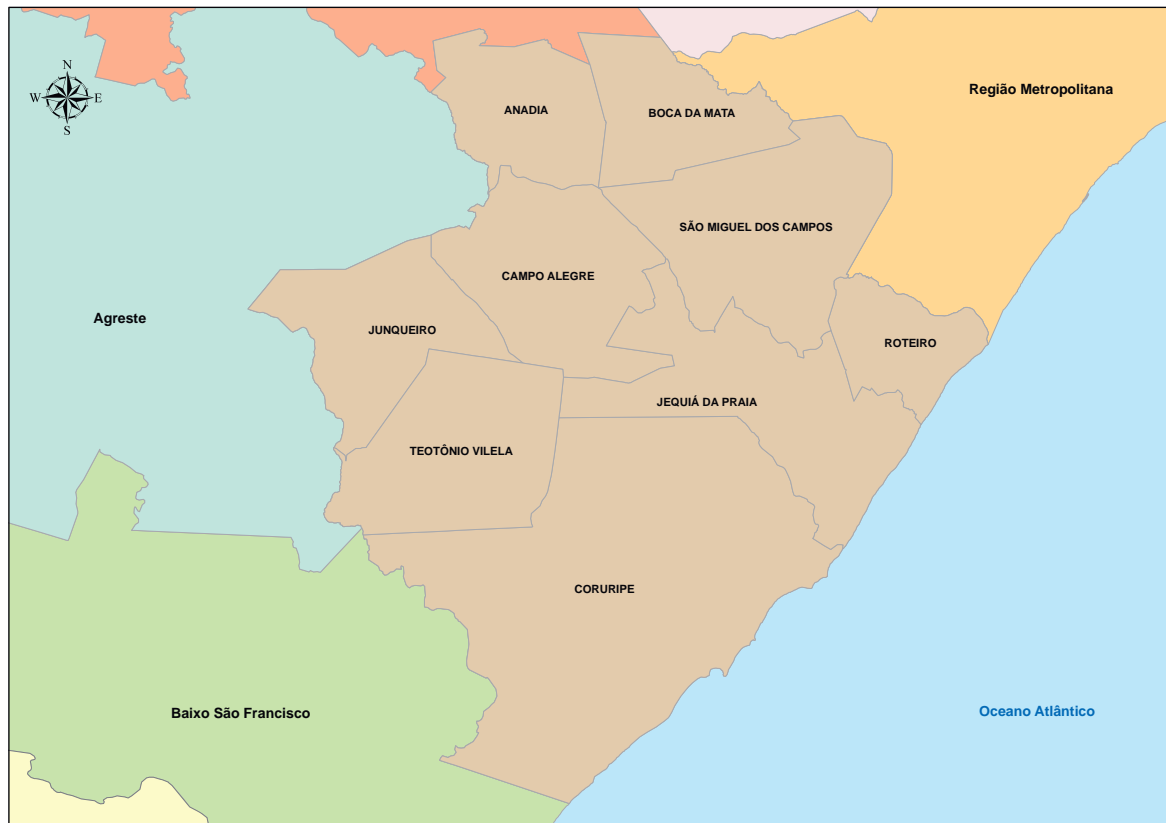 N
W E
S
Região Metropolitana
ANADIA
BOCA DA MATA
SÃO MIGUEL DOS CAMPOS
CAMPO ALEGRE
Agreste
JUNQUEIRO
ROTEIRO
JEQUIÁ DA PRAIA
TEOTÔNIO VILELA
CORURIPE
Baixo São Francisco
Oceano Atlântico